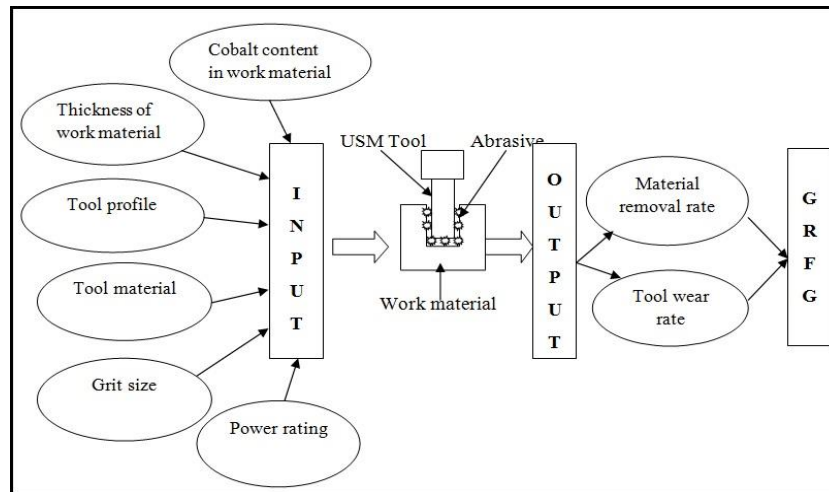 Cobalt content
in work material
Thickness of
work material
Tool profile
Tool material
Grit size
Power rating
I
N
P
U
T
USM Tool
Abrasive
Work material
O
U
T
P
U
T
Material
removal rate
Tool wear
rate
G
R
F
G